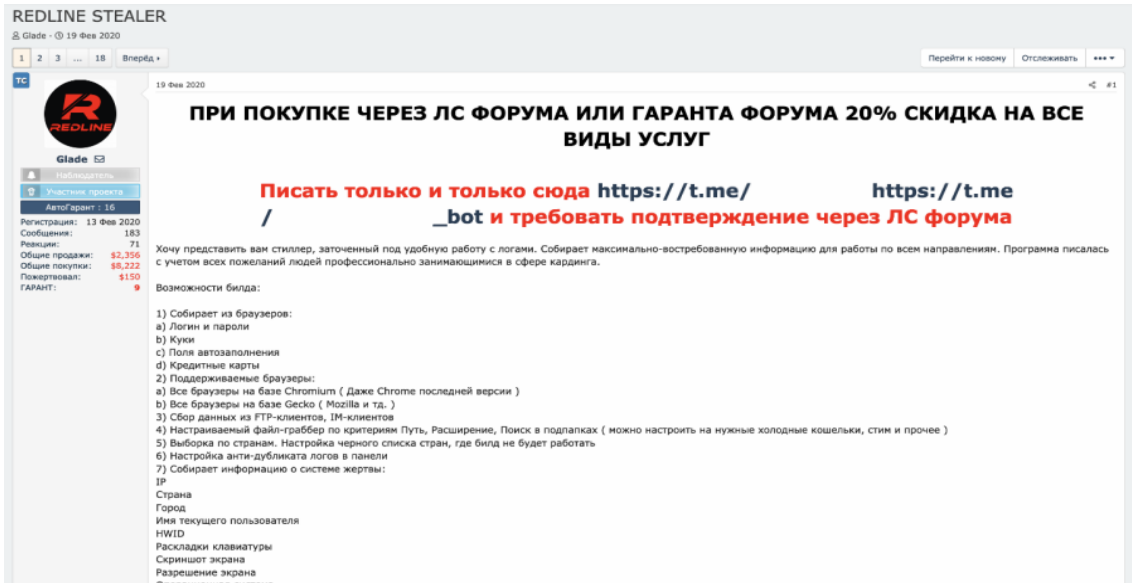 REDLINE STEALER
Glade · 19 Фев 2020
1 2 3 ... 18 Вперёд
Перейти к новому Отслеживать
ТС
19 Фев 2020
#1
REDLINE
Glade
Наблюдатель
Участник проекта
АвтоГарант : 16
Регистрация: 13 Фев 2020
Сообщения: 183
Реакции: 71
Общие продажи: $2,356
Общие покупки: $8,222
Пожертвовал: $150
ГАРАНТ: 9
ПРИ ПОКУПКЕ ЧЕРЕЗ ЛС ФОРУМА ИЛИ ГАРАНТА ФОРУМА 20% СКИДКА НА ВСЕ
ВИДЫ УСЛУГ
Писать только и только сюда https://t.me/ https://t.me
/ _bot и требовать подтверждение через ЛС форума
Хочу представить вам стиллер, заточенный под удобную работу с логами. Собирает максимально-востребованную информацию для работы по всем направлениям. Программа писалась
с учетом всех пожеланий людей профессионально занимающимися в сфере кардинга.
Возможности билда:
1) Собирает из браузеров:
a) Логин и пароли
b) Куки
c) Поля автозаполнения
d) Кредитные карты
2) Поддерживаемые браузеры:
a) Все браузеры на базе Chromium ( Даже Chrome последней версии )
b) Все браузеры на базе Gecko ( Mozilla и тд. )
3) Сбор данных из FTP-клиентов, IM-клиентов
4) Настраиваемый файл-граббер по критериям Путь, Расширение, Поиск в подпапках ( можно настроить на нужные холодные кошельки, стим и прочее )
5) Выборка по странам. Настройка черного списка стран, где билд не будет работать
6) Настройка анти-дубликата логов в панели
7) Собирает информацию о системе жертвы:
IP
Страна
Город
Имя текущего пользователя
HWID
Раскладки клавиатуры
Скриншот экрана
Разрешение экрана